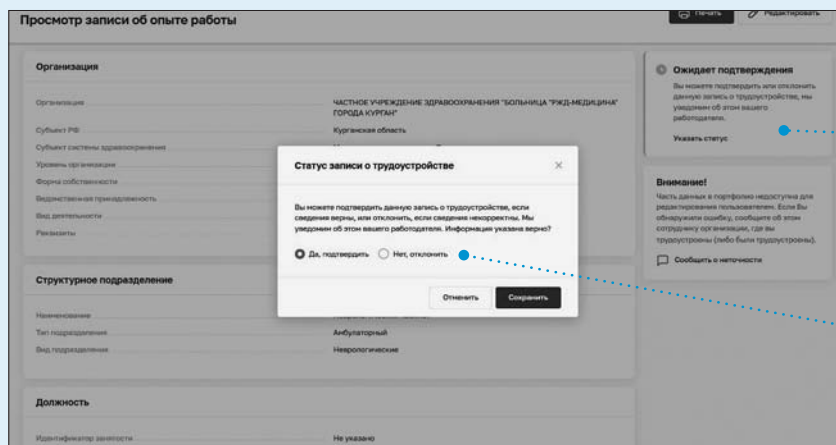 Просмотр записи об опыте работы
Печать
Редактировать
Организация
Организация
ЧАСТНОЕ УЧРЕЖДЕНИЕ ЗДРАВООХРАНЕНИЯ "БОЛЬНИЦА "РЖД-МЕДИЦИНА"
ГОРОДА КУРГАН"
Субъект РФ
Курганская область
Субъект системы здравоохранения
Уровень организации
Форма собственности
Ведомственная принадлежность
Вид деятельности
Реквизиты
Статус записи о трудоустройстве
Вы можете подтвердить данную запись о трудоустройстве, если
сведения верны, или отклонить, если сведения некорректны. Мы
уведомим об этом вашего работодателя. Информация указана верно?
Да, подтвердить
Нет, отклонить
Отменить
Сохранить
Структурное подразделение
Наименование
Тип подразделения
Амбулаторный
Вид подразделения
Неврологические
Должность
Идентификатор занятости
Не указано
Ожидает подтверждения
Вы можете подтвердить или отклонить
данную запись о трудоустройстве, мы
уведомим об этом вашего
работодателя.
Указать статус
Внимание!
Часть данных в портфолио недоступна для
редактирования пользователем. Если Вы
обнаружили ошибку, сообщите об этом
сотруднику организации, где вы
трудоустроены (либо были трудоустроены).
Сообщить о неточности